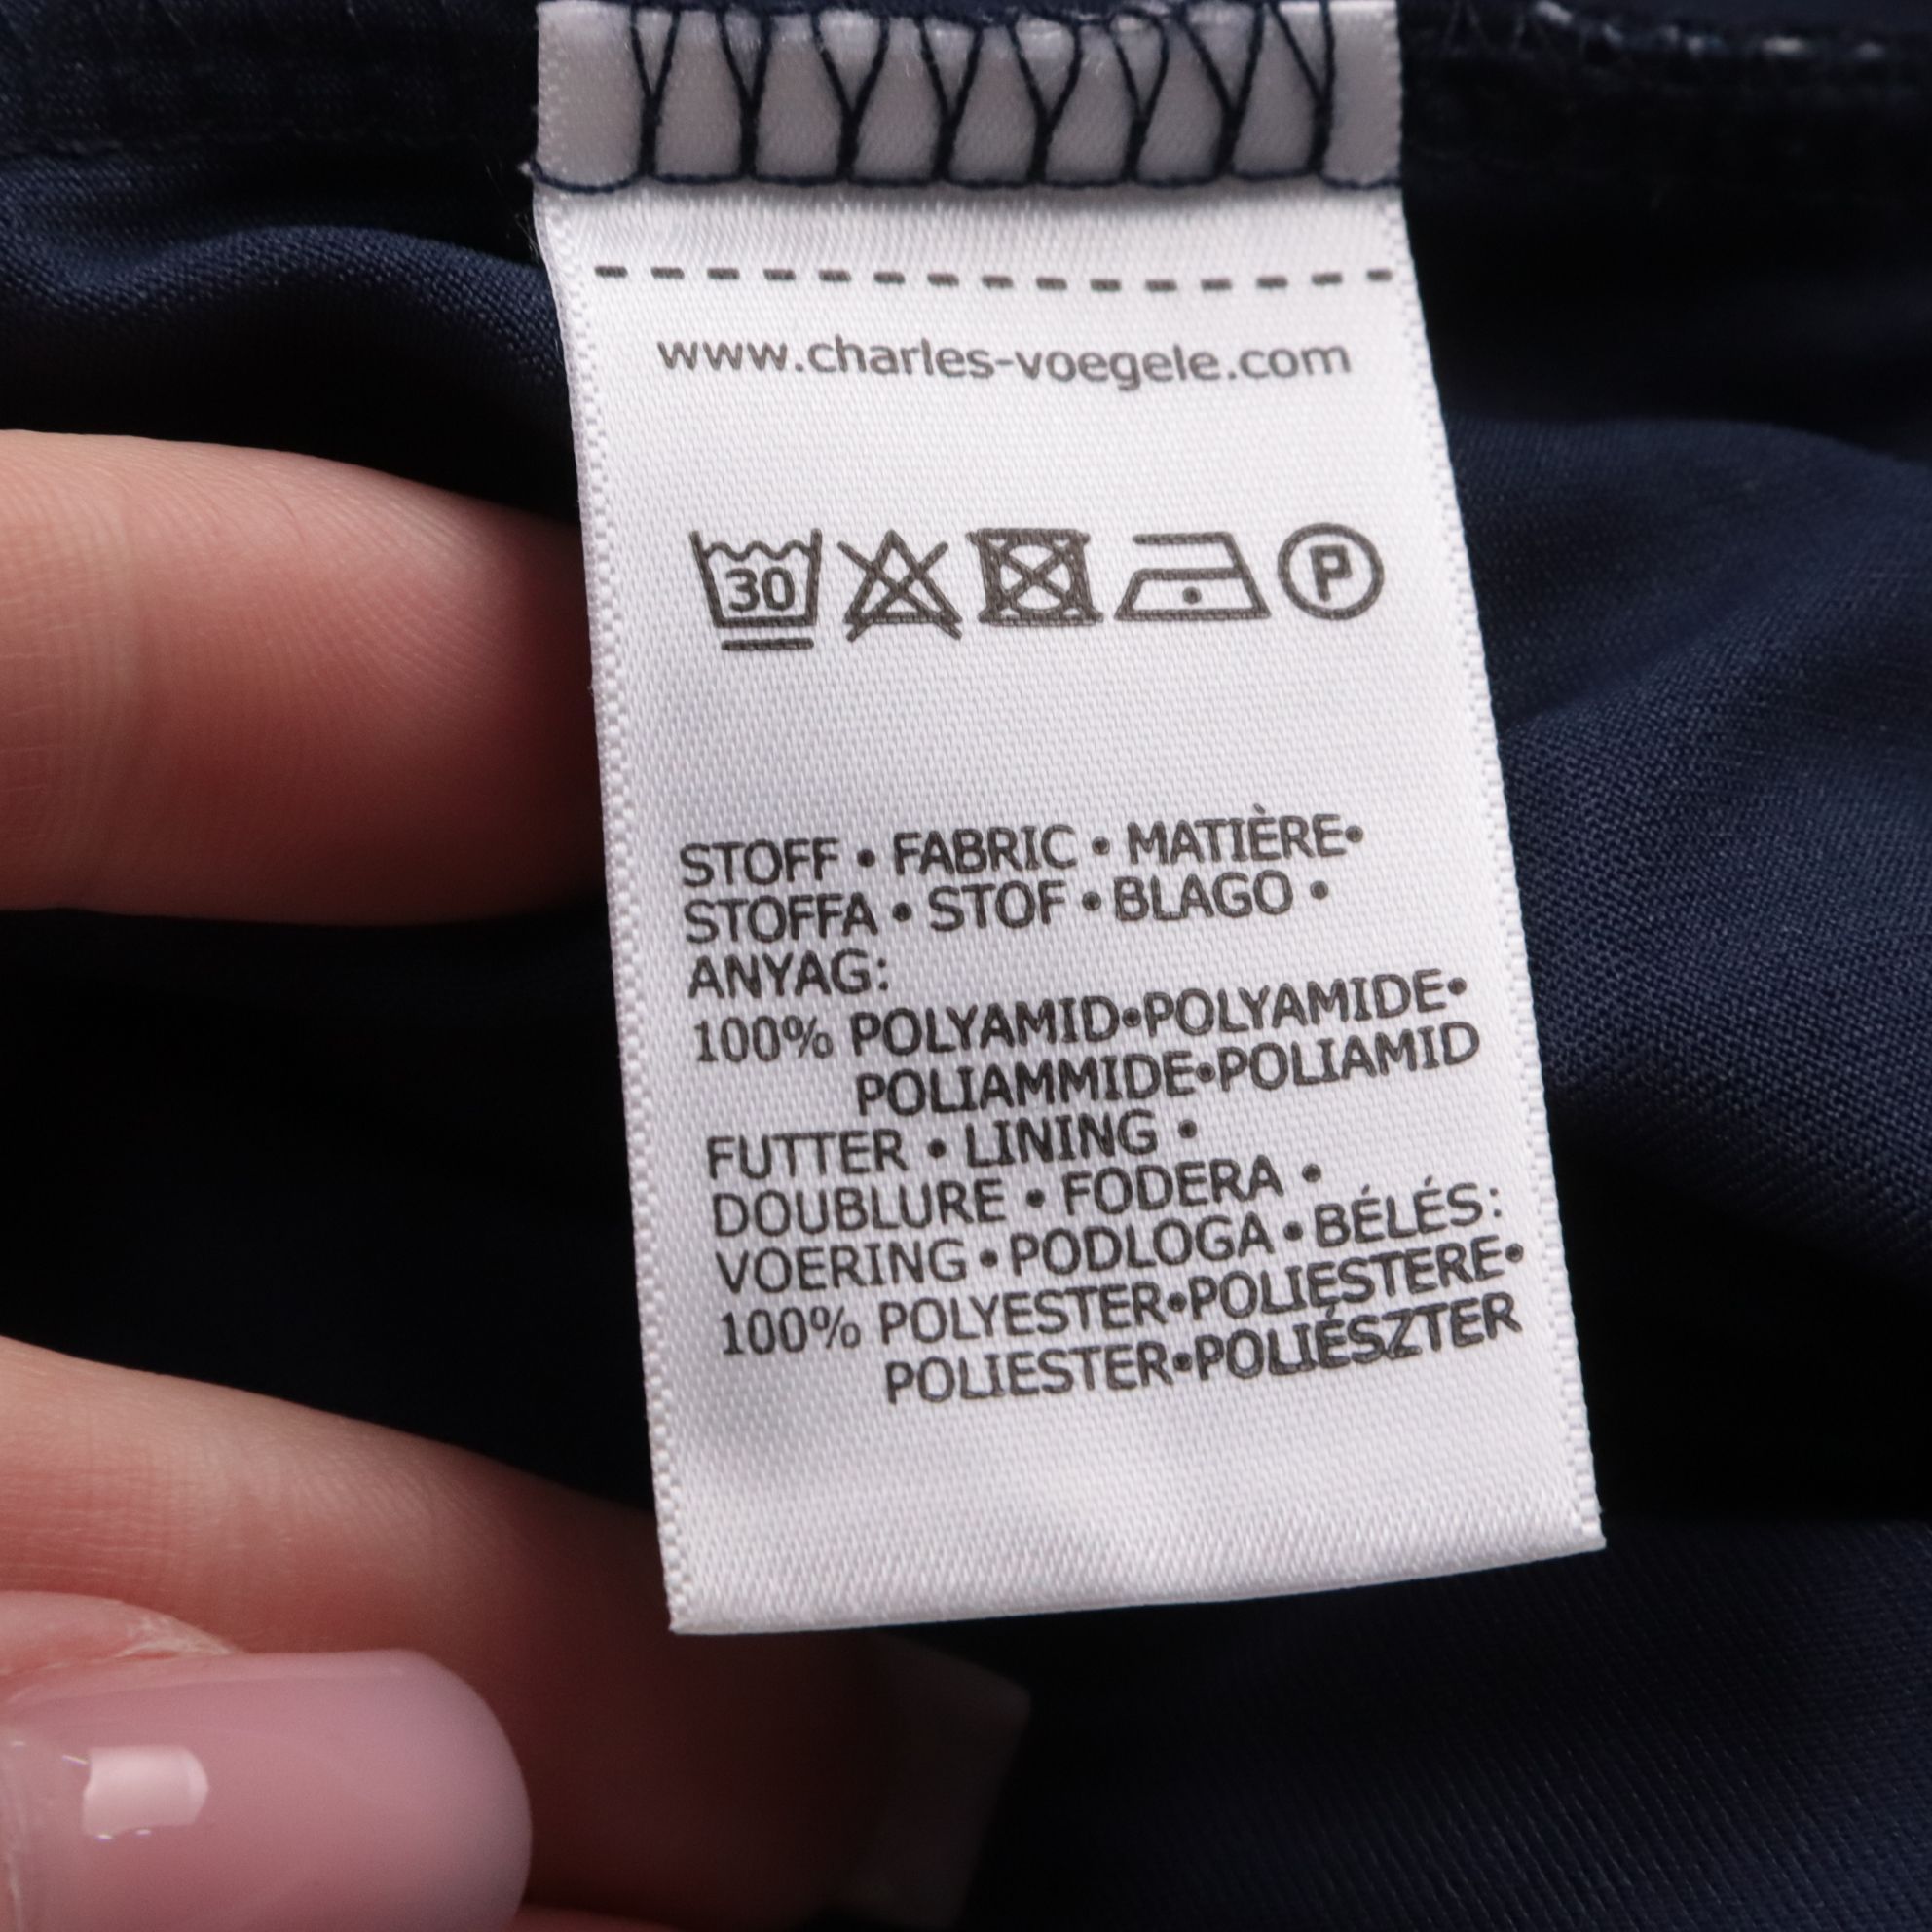 www.charles-voegele.com
30 P
STOFF • FABRIC • MATIÈRE•
STOFFA • STOF • BLAGO •
ANYAG:
100% POLYAMID•POLYAMIDE•
POLIAMMIDE•POLIAMID
FUTTER • LINING •
DOUBLURE • FODERA •
VOERING • PODLOGA • BÉLÉS:
100% POLYESTER•POLIESTERE•
POLIESTER•POLIÉSZTER